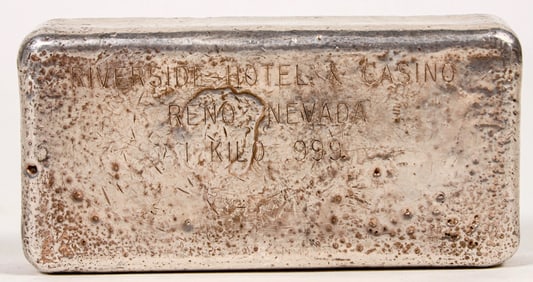 RIVERSIDE HOTEL & CASINO
RENO NEVADA
1 KILO 999